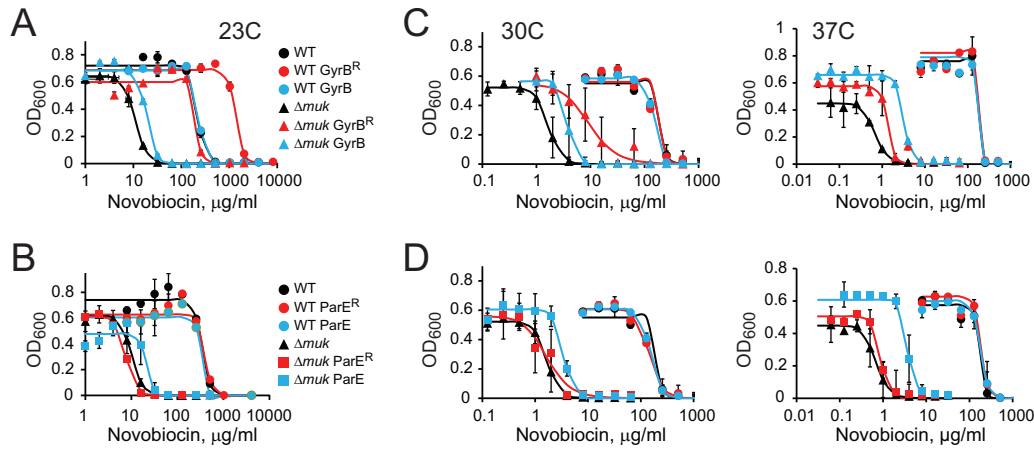 A
23C
0.8
0.6
0.4
0.2
0
OD600
1 10 100 1000 10000
Novobiocin, μg/ml
WT
WT GyrBR
WT GyrB
Δmuk
Δmuk GyrBR
Δmuk GyrB
B
0.8
0.6
0.4
0.2
0
OD600
1 10 100 1000 10000
Novobiocin, μg/ml
WT
WT ParER
WT ParE
Δmuk
Δmuk ParER
Δmuk ParE
C
30C
0.8
0.6
0.4
0.2
0
OD600
0.1 1 10 100 1000
Novobiocin, μg/ml
37C
1
0.8
0.6
0.4
0.2
0
OD600
0.01 0.1 1 10 100 1000
Novobiocin, μg/ml
D
0.8
0.6
0.4
0.2
0
OD600
0.1 1 10 100 1000
Novobiocin, μg/ml
0.8
0.6
0.4
0.2
0
OD600
0.01 0.1 1 10 100 1000
Novobiocin, μg/ml